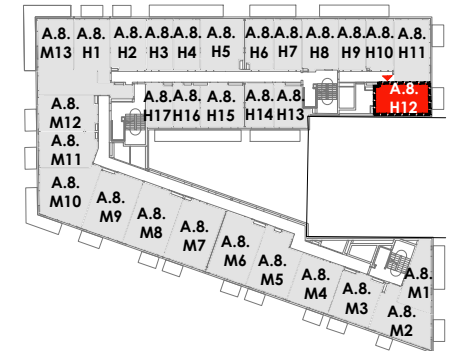 A.8. M13
A.8. H1
A.8. H2
A.8. H3
A.8. H4
A.8. H5
A.8. H6
A.8. H7
A.8. H8
A.8. H9
A.8. H10
A.8. H11
A.8. H12
A.8. H17
A.8. H16
A.8. H15
A.8. H14
A.8. H13
A.8. M12
A.8. M11
A.8. M10
A.8. M9
A.8. M8
A.8. M7
A.8. M6
A.8. M5
A.8. M4
A.8. M3
A.8. M2
A.8. M1